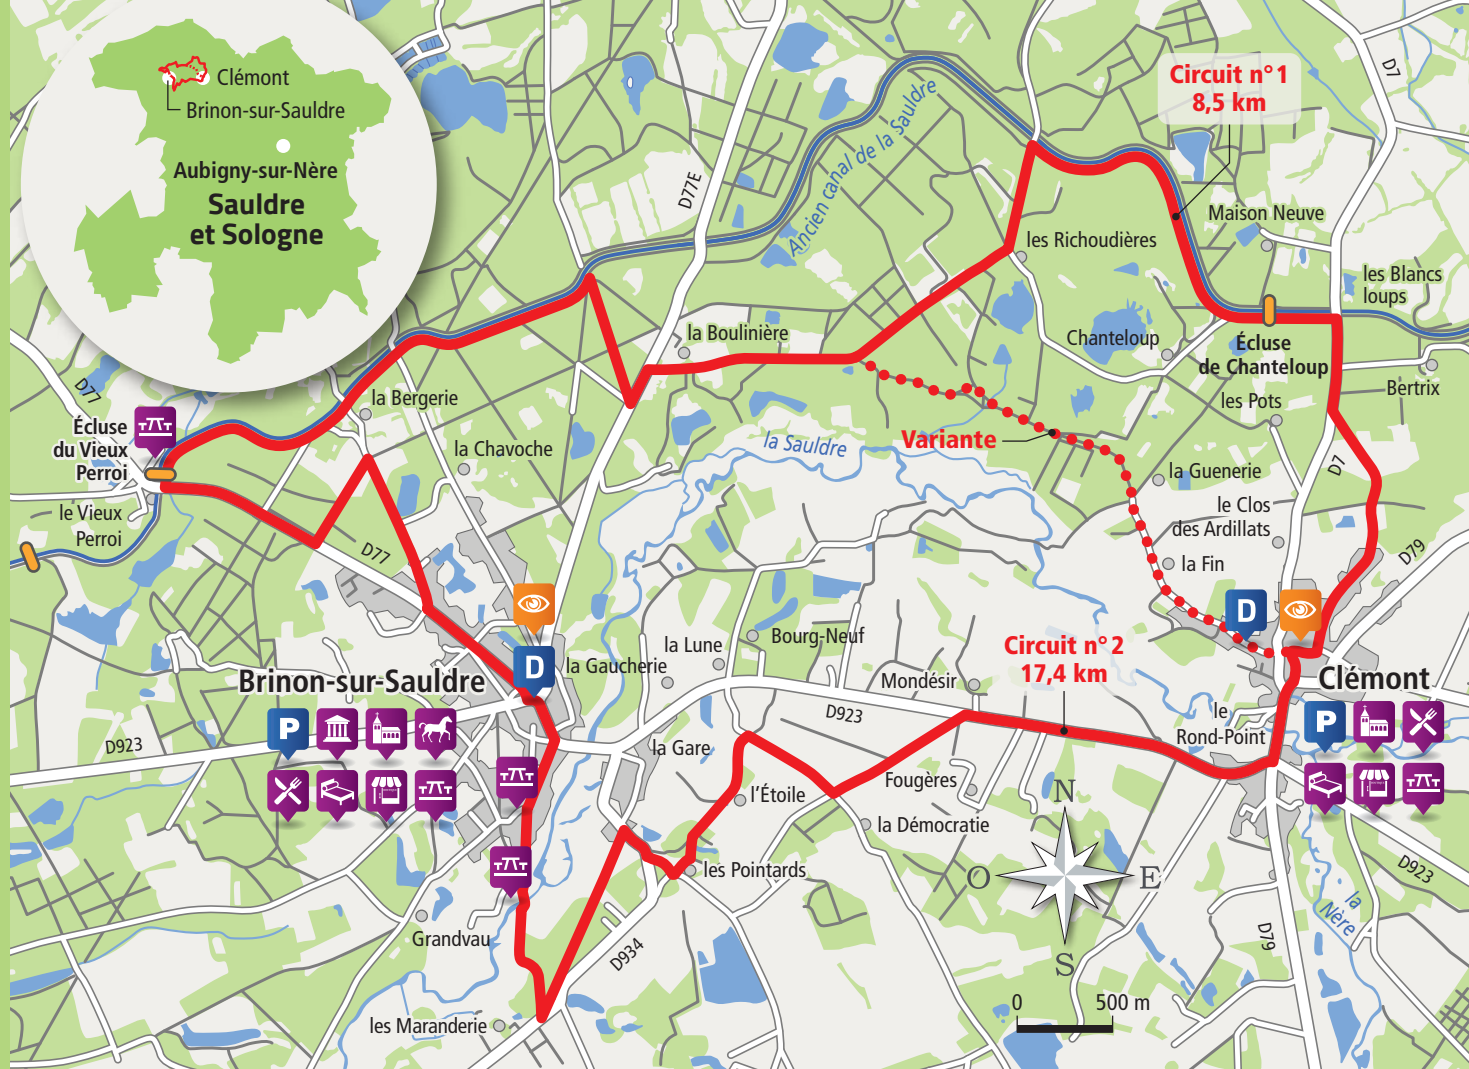 Clémont
Brinon-sur-Sauldre
Aubigny-sur-Nère
Sauldre
et Sologne
D77E
Ancien canal de la Sauldre
Circuit n° 1
8,5 km
D7
Maison Neuve
les Richoudières
les Blancs
loups
la Boulinière
Chanteloup
Écluse
de Chanteloup
Bertrix
D77
la Bergerie
les Pots
Écluse
du Vieux
Perroi
la Chavoche
la Sauldre
Variante
D7
la Guenerie
le Vieux
Perroi
le Clos
des Ardillats
D77
la Fin
D79
D
D
la Lune
Bourg-Neuf
la Gaucherie
Circuit n° 2
17,4 km
Brinon-sur-Sauldre
Mondésir
Clémont
P
D923
D923
la Gare
le
Rond-Point
P
l'Étoile
Fougères
N
la Démocratie
les Pointards
O
E
D923
la
Nère
Grandvau
D934
D79
S
0
500 m
les Maranderie